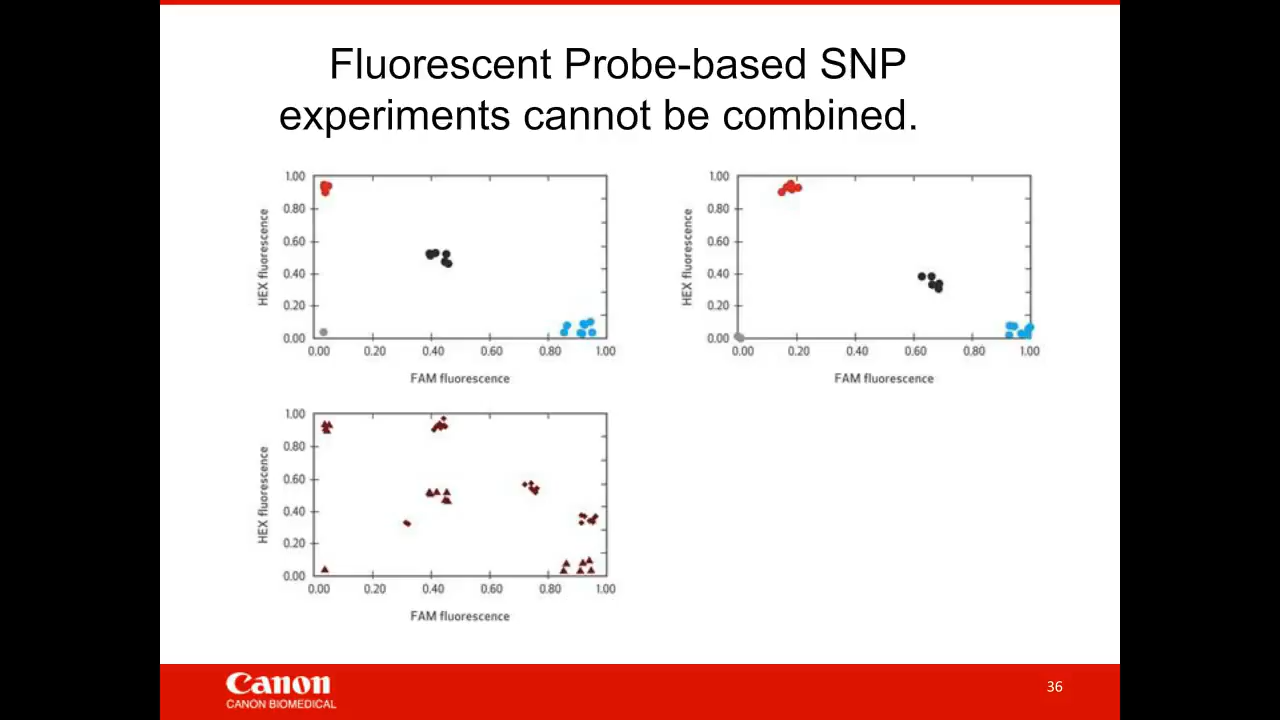 Fluorescent Probe-based SNP
experiments cannot be combined.
1.00
0.80
0.60
0.40
0.20
0.00
HEX fluorescence
0.00 0.20 0.40 0.60 0.80 1.00
FAM fluorescence
1.00
0.80
0.60
0.40
0.20
0.00
HEX fluorescence
0.00 0.20 0.40 0.60 0.80 1.00
FAM fluorescence
1.00
0.80
0.60
0.40
0.20
0.00
HEX fluorescence
0.00 0.20 0.40 0.60 0.80 1.00
FAM fluorescence
Canon
CANON BIOMEDICAL
36